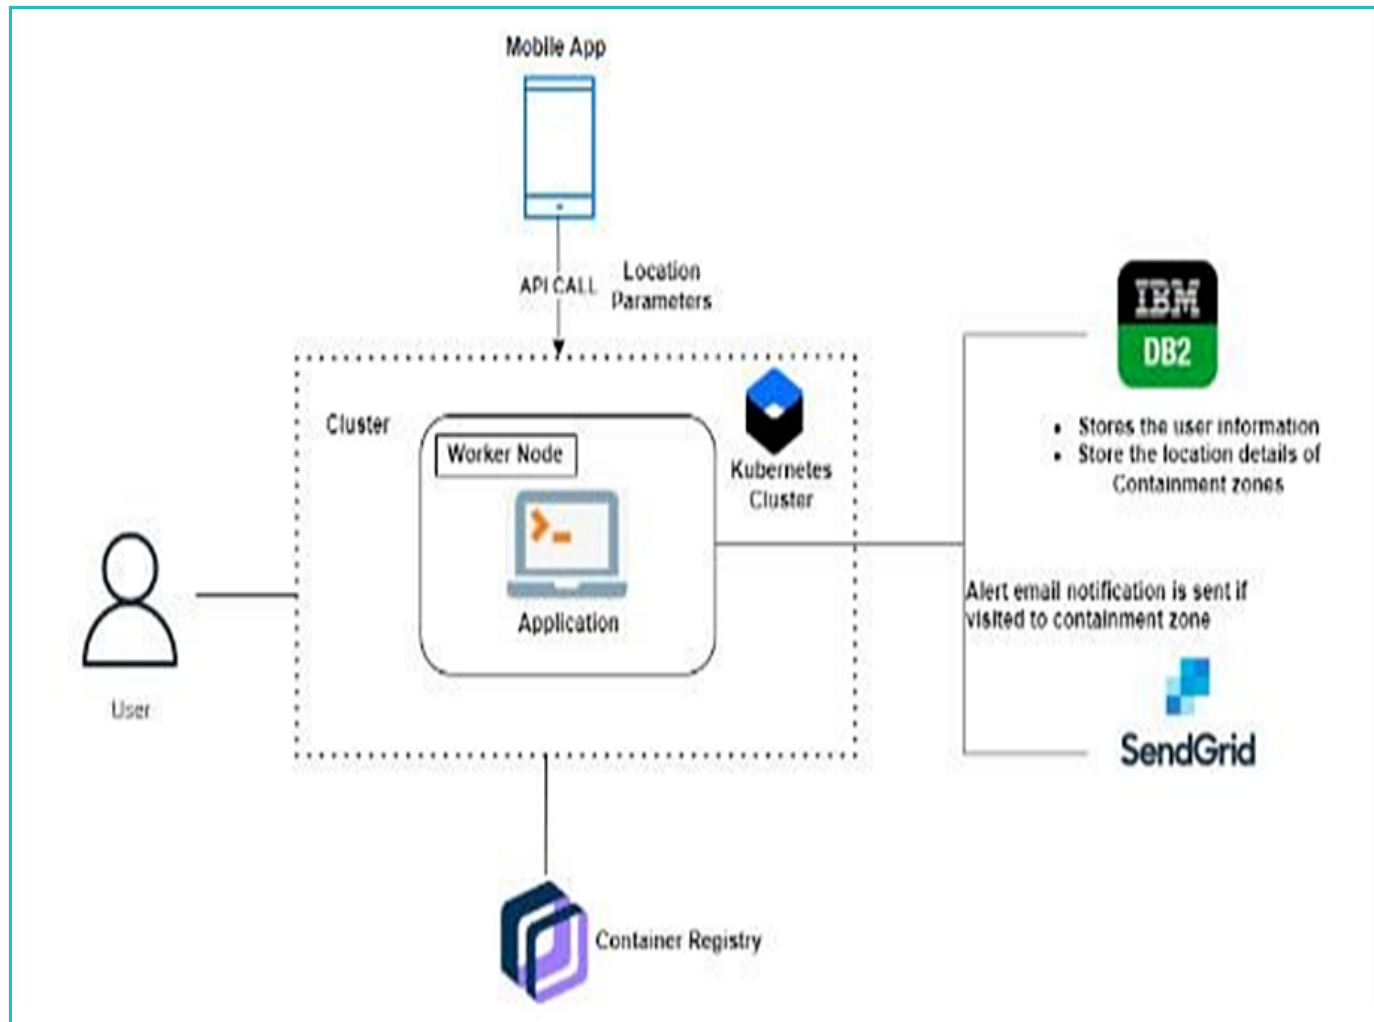 Mobile App
API CALL
Location
Parameters
Cluster
Worker Node
Application
Kubernetes
Cluster
User
IBM
DB2
• Stores the user information
• Store the location details of
Containment zones
Alert email notification is sent if
visited to containment zone
SendGrid
Container Registry